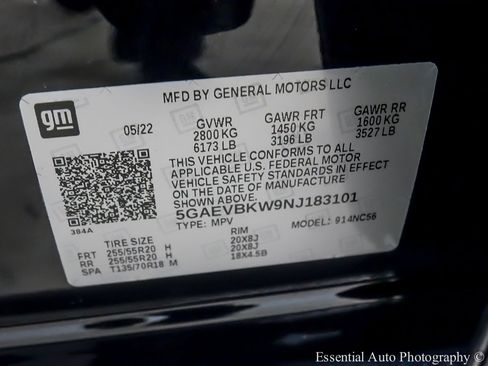 MFD BY GENERAL MOTORS LLC
gm
05/22
GVWR GAWR FRT GAWR RR
2800 KG 1450 KG 1600 KG
6173 LB 3196 LB 3527 LB
THIS VEHICLE CONFORMS TO ALL
APPLICABLE U.S. FEDERAL MOTOR
VEHICLE SAFETY STANDARDS IN EFFECT
ON THE DATE OF MANUFACTURE
SHOWN ABOVE.
384A
5GAEVBKW9NJ183101
TYPE: MPV MODEL: 914NC56
TIRE SIZE RIM
FRT 255/55R20 H 20X8J
RR 255/55R20 H 20X8J
SPA T135/70R18 M 18X4.5B
Essential Auto Photography ©